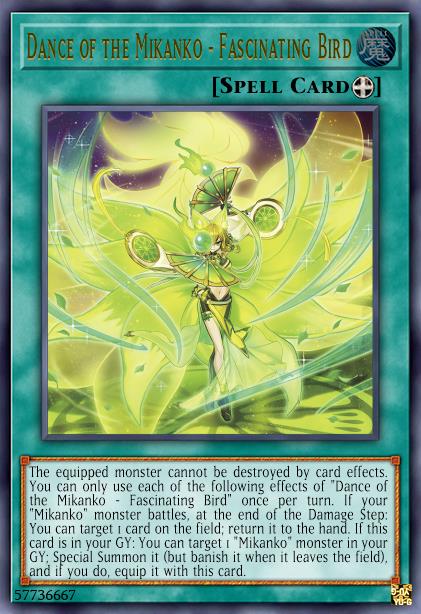 Dance of the Mikanko - Fascinating Bird 魔
[Spell Card]
The equipped monster cannot be destroyed by card effects.
You can only use each of the following effects of "Dance of
the Mikanko - Fascinating Bird" once per turn. If your
"Mikanko" monster battles, at the end of the Damage Step:
You can target 1 card on the field; return it to the hand. If this
card is in your GY: You can target 1 "Mikanko" monster in your
GY; Special Summon it (but banish it when it leaves the field),
and if you do, equip it with this card.
57736667